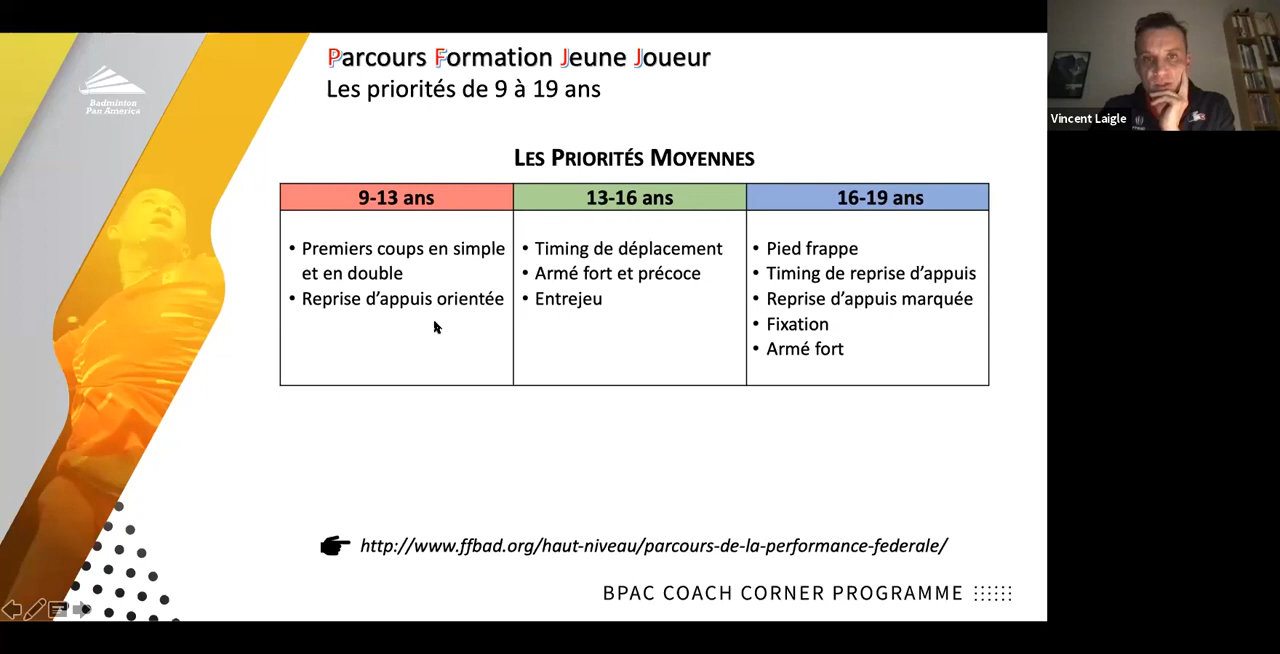 Parcours Formation Jeune Joueur
Les priorités de 9 à 19 ans
Badminton
Pan America
Vincent Laigle
LES PRIORITÉS MOYENNES
9-13 ans
13-16 ans
16-19 ans
• Premiers coups en simple
et en double
• Reprise d’appuis orientée
• Timing de déplacement
• Armé fort et précoce
• Entrejeu
• Pied frappe
• Timing de reprise d’appuis
• Reprise d’appuis marquée
• Fixation
• Armé fort
http://www.ffbad.org/haut-niveau/parcours-de-la-performance-federale/
BPAC COACH CORNER PROGRAMME